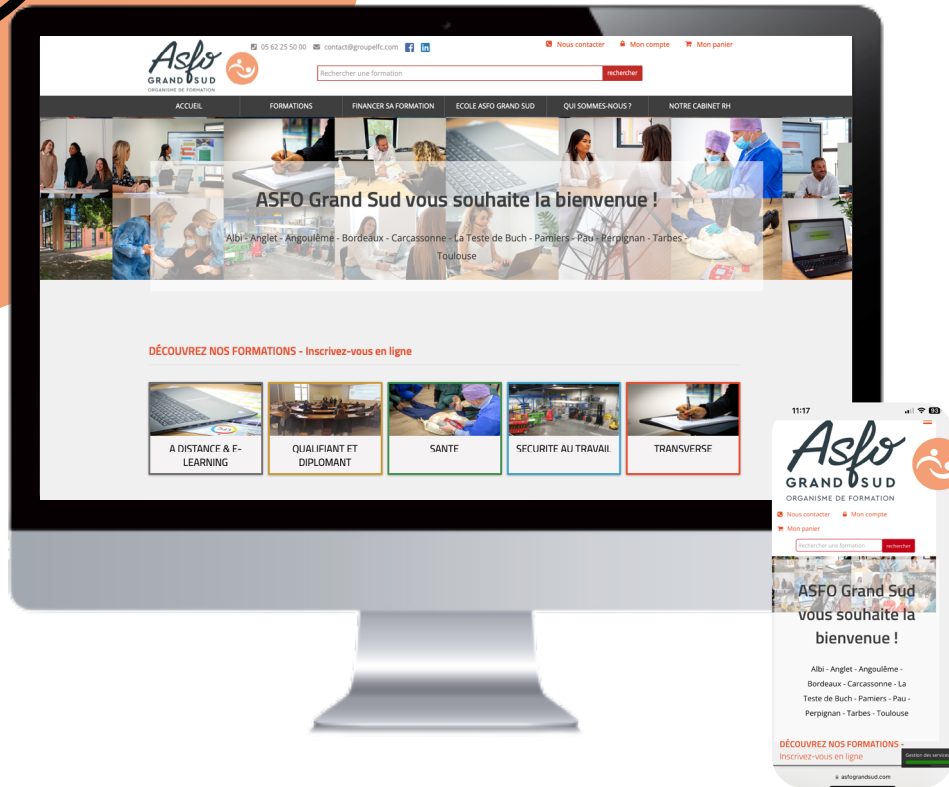 Asfo
GRAND SUD
ORGANISME DE FORMATION
05 62 25 50 00 contact@groupelfc.com
Nous contacter Mon compte Mon panier
Rechercher une formation rechercher
ACCUEIL FORMATIONS FINANCER SA FORMATION ECOLE ASFO GRAND SUD QUI SOMMES-NOUS ? NOTRE CABINET RH
ASFO Grand Sud vous souhaite la bienvenue !
Albi - Anglet - Angoulême - Bordeaux - Carcassonne - La Teste de Buch - Pamiers - Pau - Perpignan - Tarbes -
Toulouse
DÉCOUVREZ NOS FORMATIONS - Inscrivez-vous en ligne
A DISTANCE & E-
LEARNING
QUALIFIANT ET
DIPLOMANT
SANTE
SECURITE AU TRAVAIL
TRANSVERSE
11:17 93
Asfo
GRAND SUD
ORGANISME DE FORMATION
Nous contacter Mon compte
Mon panier
Rechercher une formation rechercher
ASFO Grand Sud
vous souhaite la
bienvenue !
Albi - Anglet - Angoulême -
Bordeaux - Carcassonne - La
Teste de Buch - Pamiers - Pau -
Perpignan - Tarbes - Toulouse
DÉCOUVREZ NOS FORMATIONS -
Inscrivez-vous en ligne
Gestion des services
asfograndsud.com